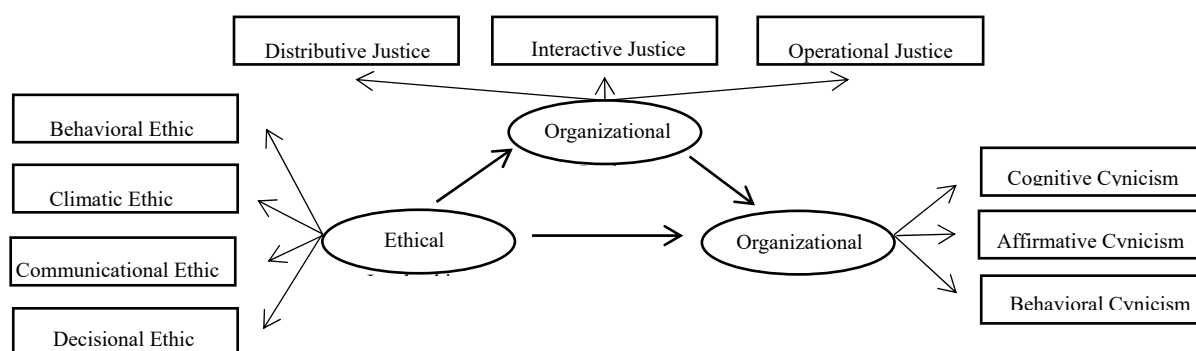 Distributive Justice
Interactive Justice
Operational Justice
Organizational
Behavioral Ethic
Climatic Ethic
Communicational Ethic
Decisional Ethic
Ethical
Organizational
Cognitive Cynicism
Affirmative Cynicism
Behavioral Cynicism